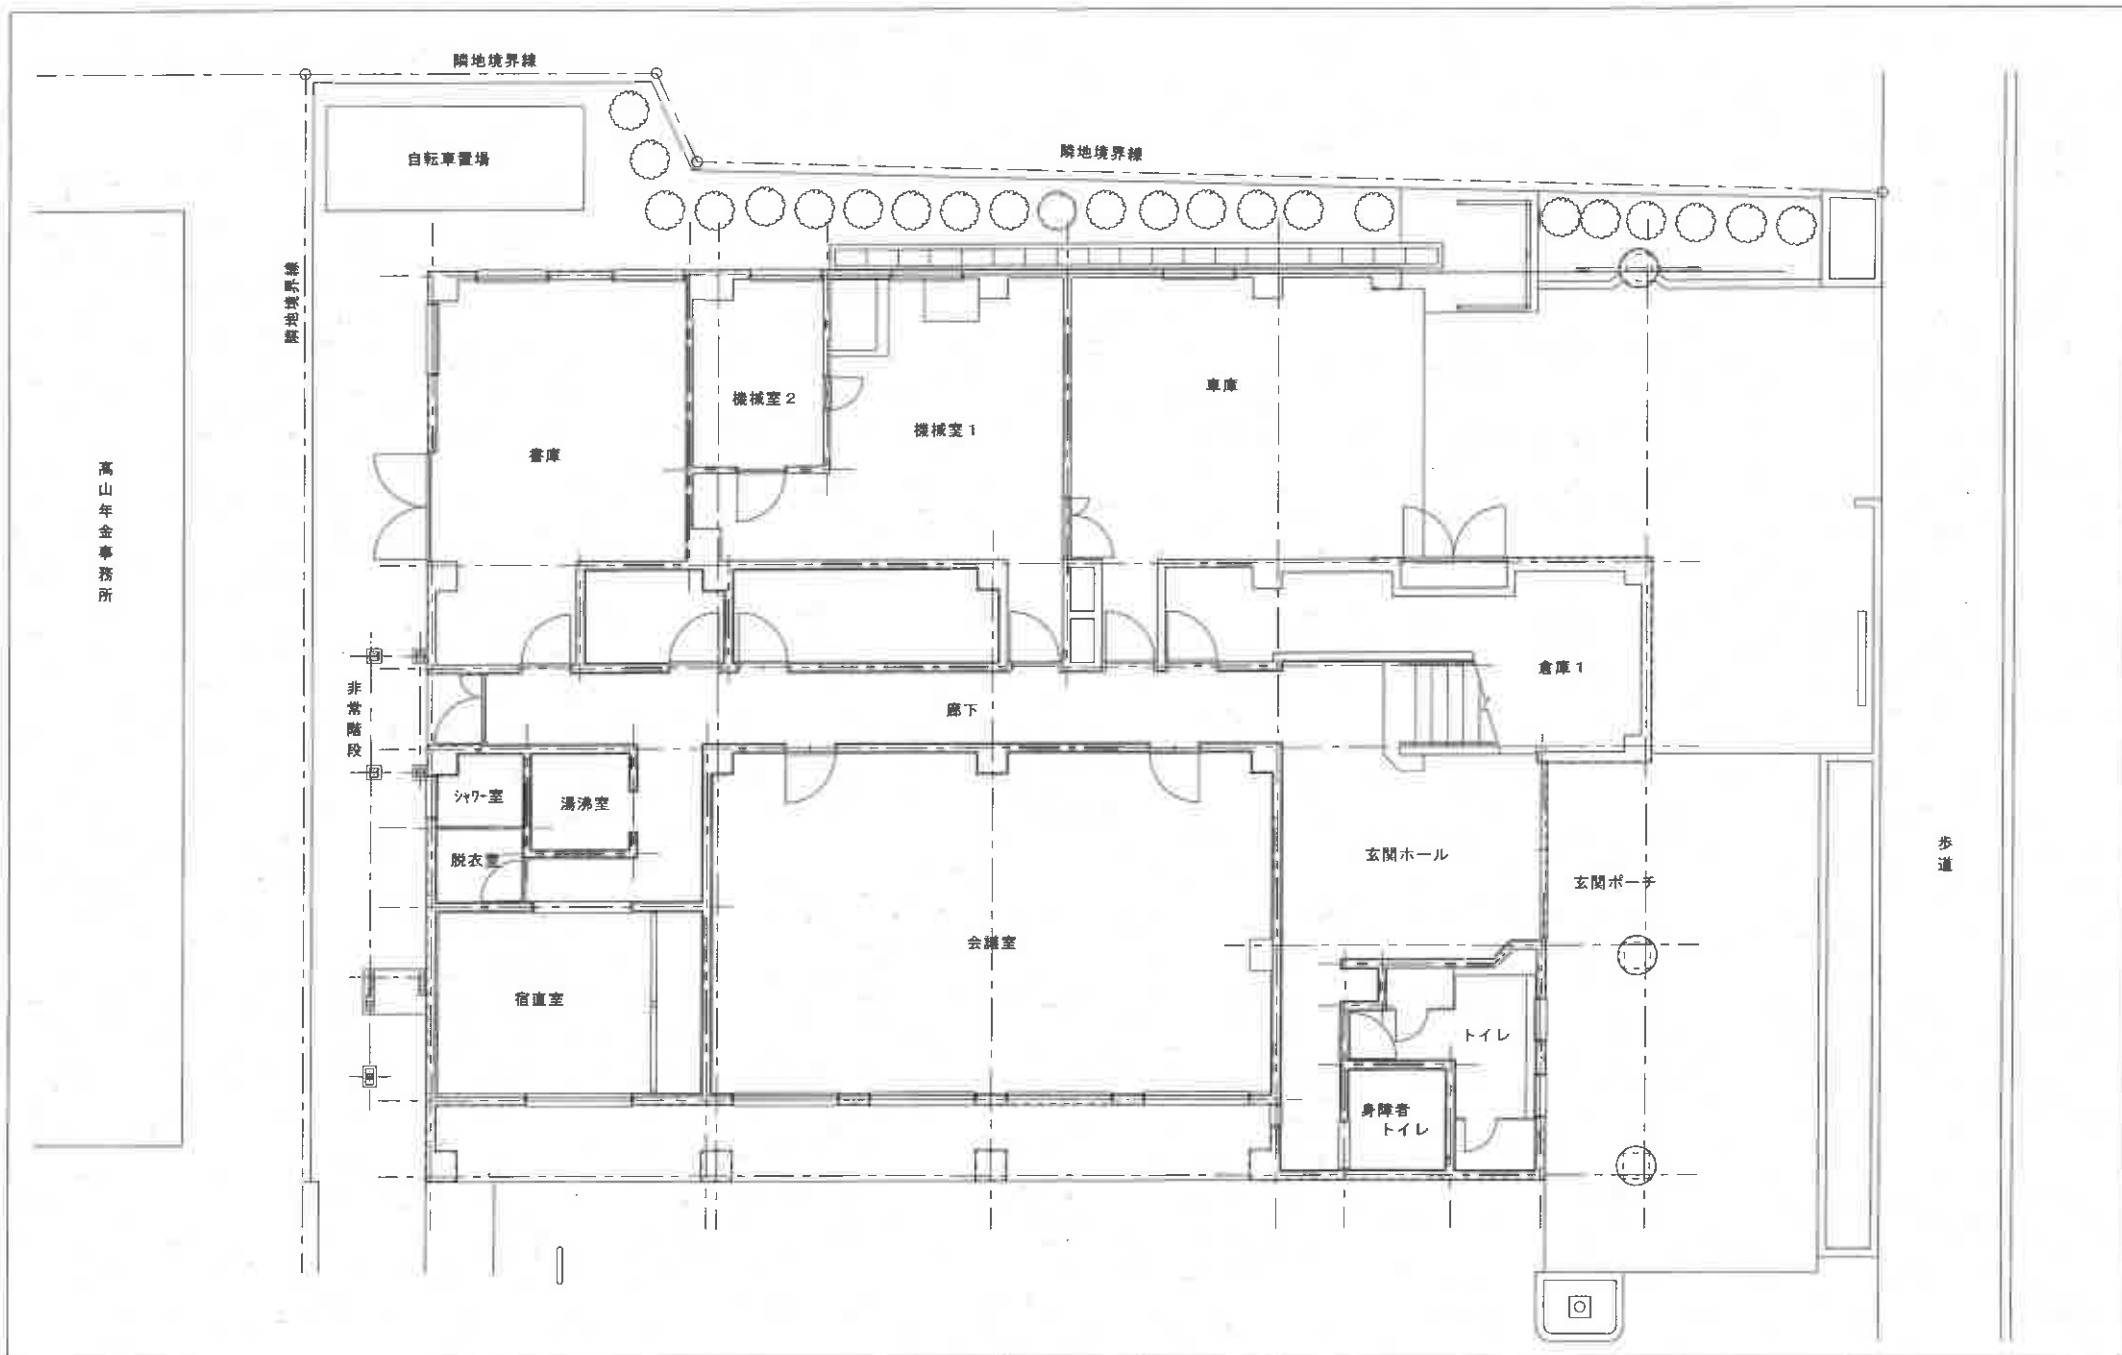 隣地境界線
隣地境界線
自転車置場
隣地境界線
高山年金事務所
書庫
機械室2
機械室1
車庫
倉庫1
非常階段
廊下
シャワー室
湯沸室
脱衣室
玄関ホール
玄関ポーチ
歩道
会議室
宿直室
トイレ
身障者
トイレ